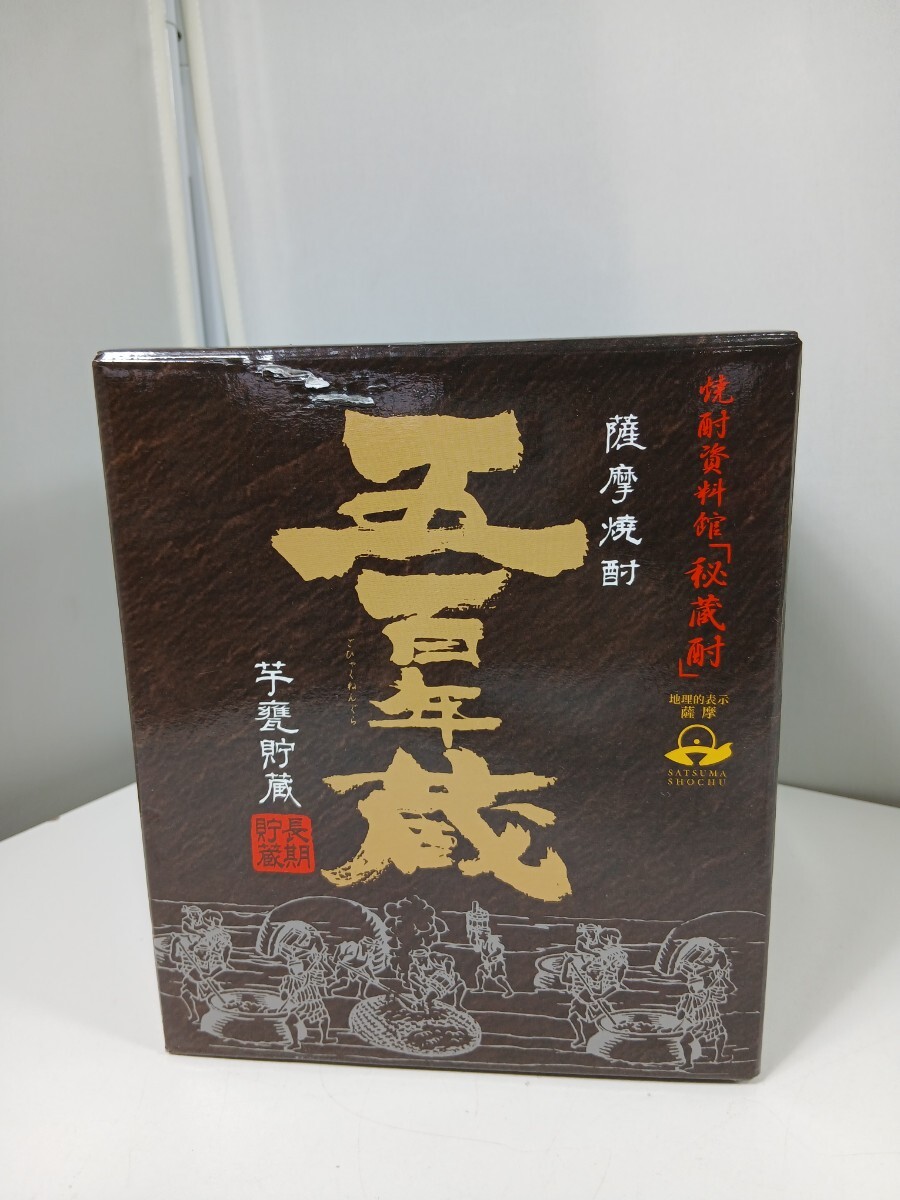 焼酎資料館「秘蔵酎」
地理的表示
薩摩
SATSUMA
SHOCHU
薩摩焼酎
五百年蔵
ごひゃくねんぐら
芋甕貯蔵
長期
貯蔵